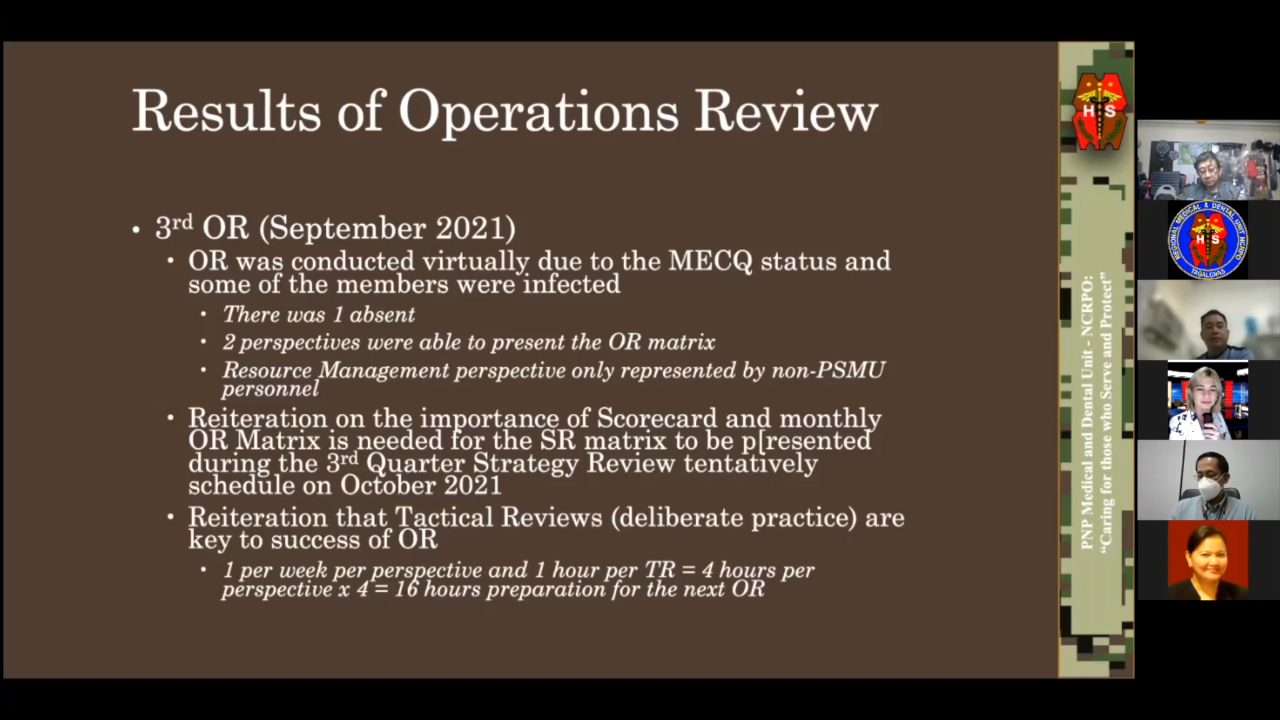 Results of Operations Review
• 3rd OR (September 2021)
• OR was conducted virtually due to the MECQ status and
some of the members were infected
• There was 1 absent
• 2 perspectives were able to present the OR matrix
• Resource Management perspective only represented by non-PSMU
personnel
• Reiteration on the importance of Scorecard and monthly
OR Matrix is needed for the SR matrix to be p[resented
during the 3rd Quarter Strategy Review tentatively
schedule on October 2021
• Reiteration that Tactical Reviews (deliberate practice) are
key to success of OR
• 1 per week per perspective and 1 hour per TR = 4 hours per
perspective x 4 = 16 hours preparation for the next OR
H S
PNP Medical and Dental Unit - NCRPO:
“Caring for those who Serve and Protect”
REGIONAL MEDICAL & DENTAL UNIT NCRPO
H S